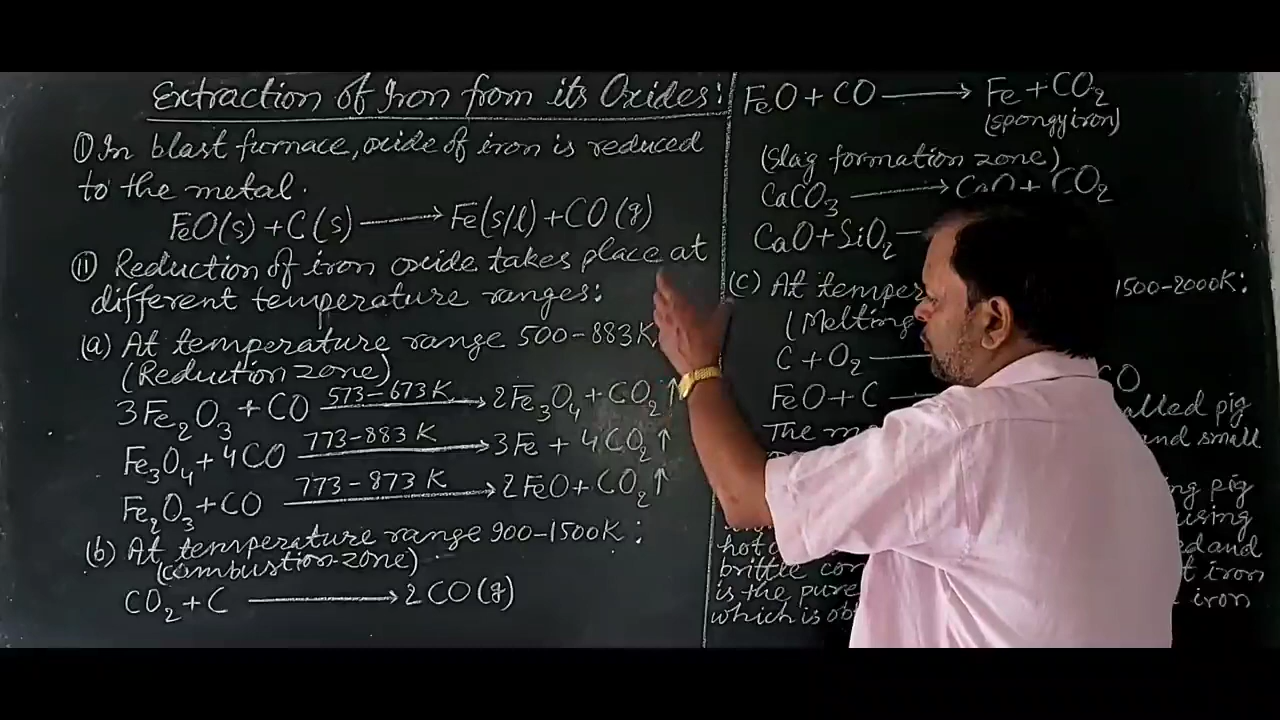 Extraction of Iron from its Oxides:
(i) In blast furnace, oxide of iron is reduced
to the metal.
FeO(s) + C(s) ⟶ Fe(s/l) + CO(g)
(ii) Reduction of iron oxide takes place at
different temperature ranges:
(a) At temperature range 500-883K
(Reduction zone)
3Fe₂O₃ + CO 573-673K⟶ 2Fe₃O₄ + CO₂↑
Fe₃O₄ + 4CO 773-883 K⟶ 3Fe + 4CO₂↑
Fe₂O₃ + CO 773-873 K⟶ 2FeO + CO₂↑
(b) At temperature range 900-1500K:
(combustion zone)
CO₂ + C ⟶ 2CO(g)
FeO + CO ⟶ Fe + CO₂
(spongy iron)
(Slag formation zone)
CaCO₃ ⟶ CaO + CO₂
CaO + SiO₂
(c) At temper 1500-2000K:
(Melting
C + O₂ ⟶
FeO + C ⟶ CO
The alled pig
and small
pig
using
hot and
brittle iron
is the pure iron
which is